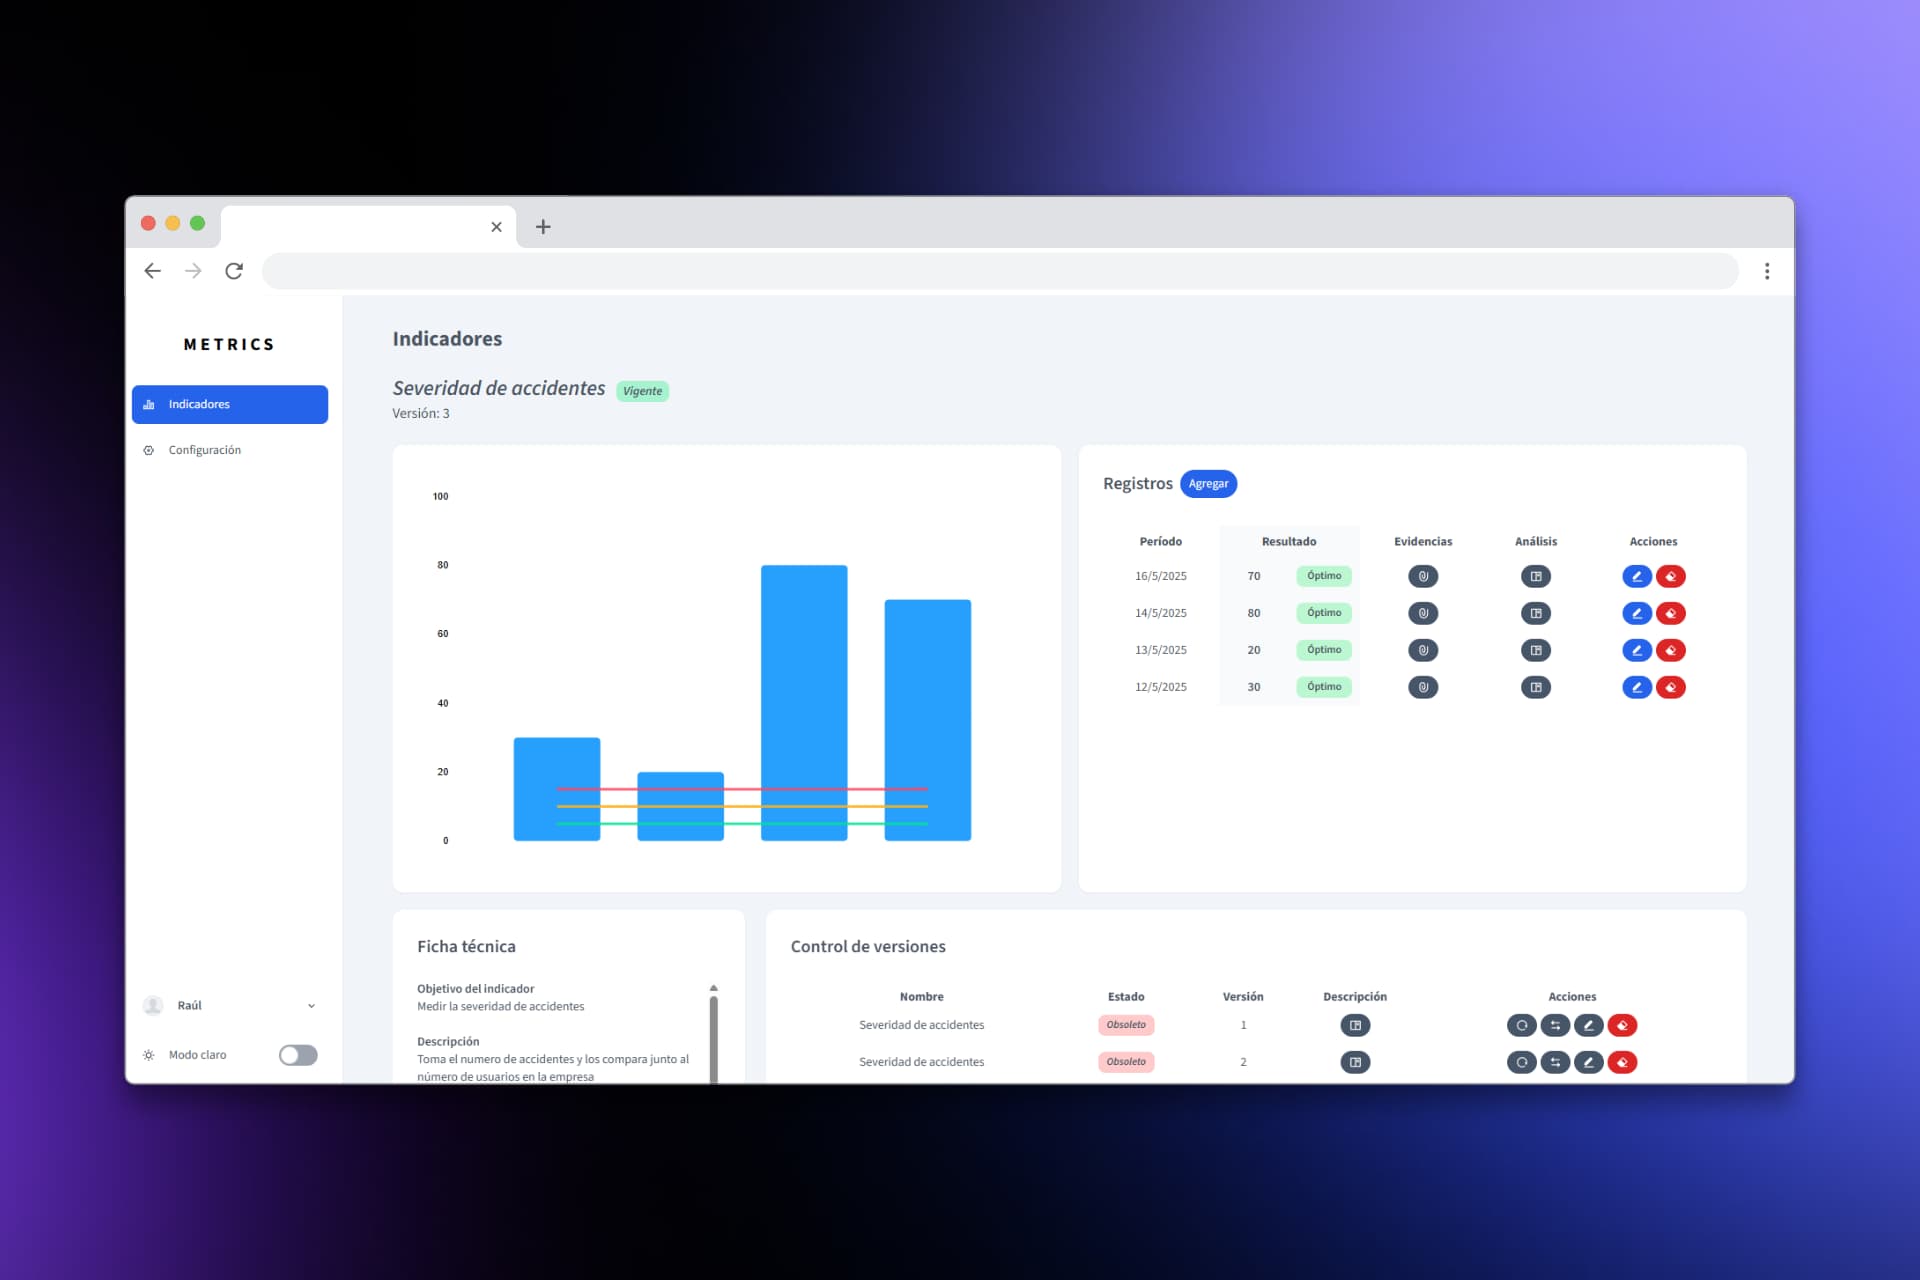 METRICS
Indicadores
Configuración
Raúl
Modo claro
Indicadores
Severidad de accidentes Vigente
Versión: 3
100
80
60
40
20
0
Registros Agregar
Período Resultado Evidencias Análisis Acciones
16/5/2025 70 Óptimo
14/5/2025 80 Óptimo
13/5/2025 20 Óptimo
12/5/2025 30 Óptimo
Ficha técnica
Objetivo del indicador
Medir la severidad de accidentes
Descripción
Toma el numero de accidentes y los compara junto al
número de usuarios en la empresa
Control de versiones
Nombre Estado Versión Descripción Acciones
Severidad de accidentes Obsoleto 1
Severidad de accidentes Obsoleto 2